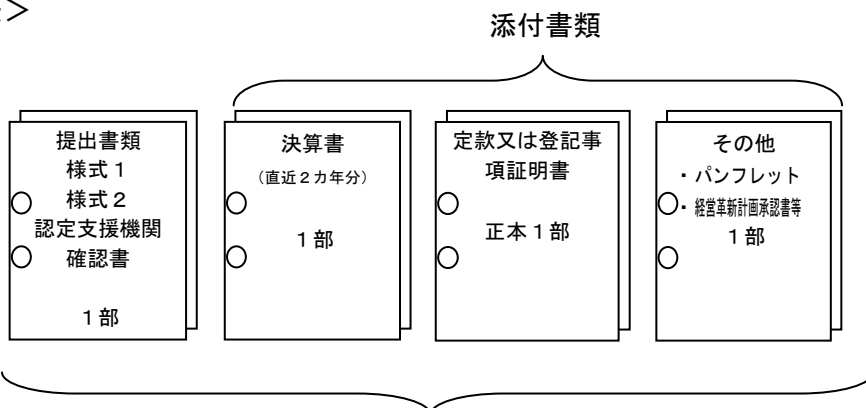 ＞
添付書類
提出書類
様式１
様式２
認定支援機関
確認書
１部
決算書
（直近２カ年分）
１部
定款又は登記事
項証明書
正本１部
その他
・パンフレット
・経営革新計画承認書等
１部